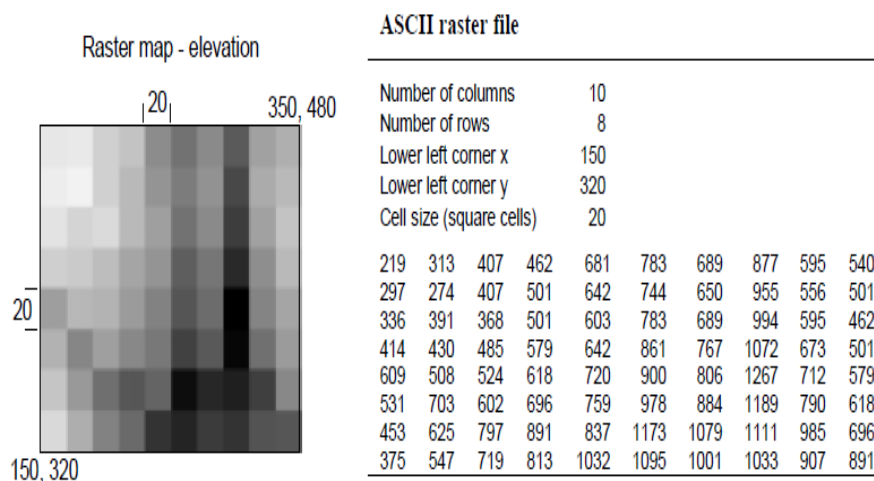 Raster map - elevation
20
350, 480
20
150, 320
ASCII raster file
Number of columns 10
Number of rows 8
Lower left corner x 150
Lower left corner y 320
Cell size (square cells) 20
219 313 407 462 681 783 689 877 595 540
297 274 407 501 642 744 650 955 556 501
336 391 368 501 603 783 689 994 595 462
414 430 485 579 642 861 767 1072 673 501
609 508 524 618 720 900 806 1267 712 579
531 703 602 696 759 978 884 1189 790 618
453 625 797 891 837 1173 1079 1111 985 696
375 547 719 813 1032 1095 1001 1033 907 891